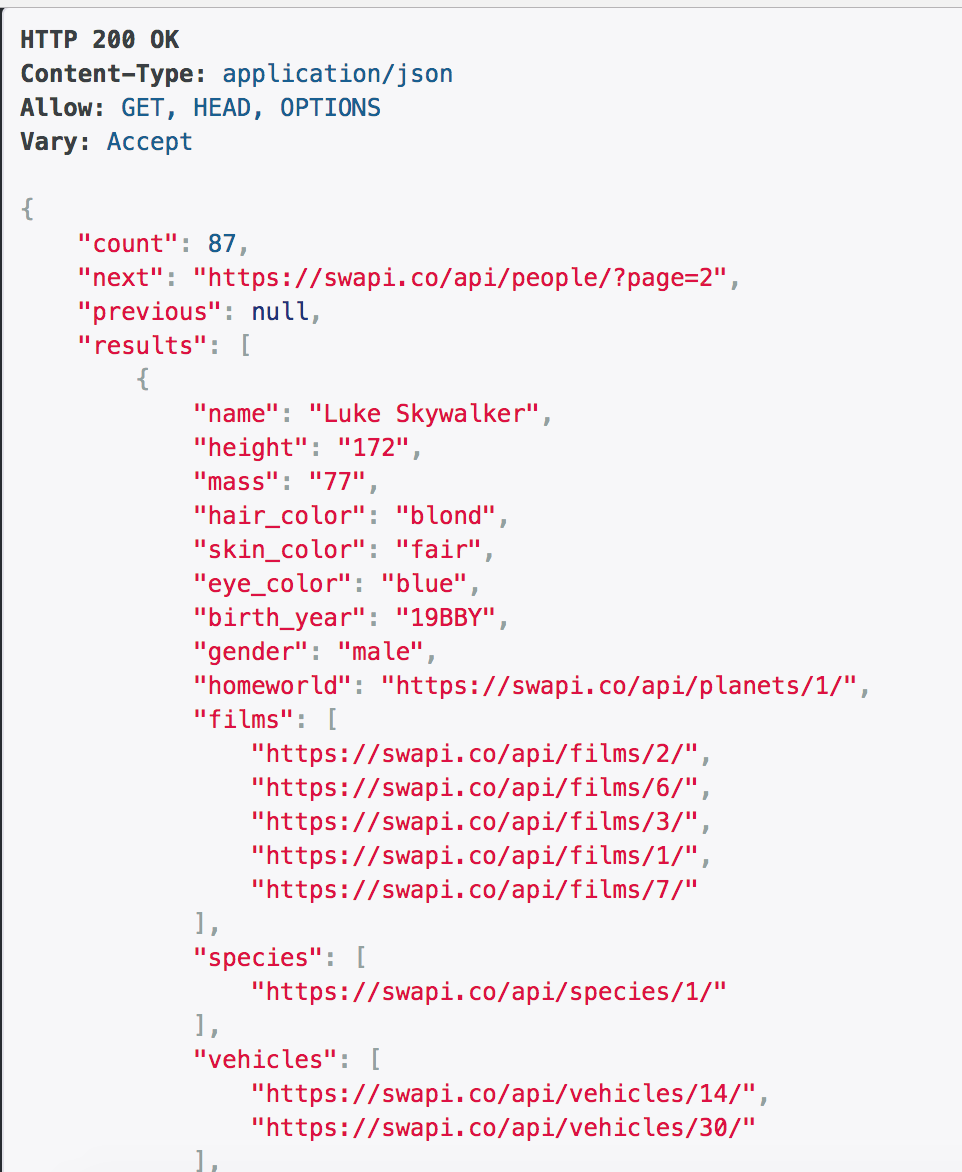 HTTP 200 OK
Content-Type: application/json
Allow: GET, HEAD, OPTIONS
Vary: Accept

{
    "count": 87,
    "next": "https://swapi.co/api/people/?page=2",
    "previous": null,
    "results": [
        {
            "name": "Luke Skywalker",
            "height": "172",
            "mass": "77",
            "hair_color": "blond",
            "skin_color": "fair",
            "eye_color": "blue",
            "birth_year": "19BBY",
            "gender": "male",
            "homeworld": "https://swapi.co/api/planets/1/",
            "films": [
                "https://swapi.co/api/films/2/",
                "https://swapi.co/api/films/6/",
                "https://swapi.co/api/films/3/",
                "https://swapi.co/api/films/1/",
                "https://swapi.co/api/films/7/"
            ],
            "species": [
                "https://swapi.co/api/species/1/"
            ],
            "vehicles": [
                "https://swapi.co/api/vehicles/14/",
                "https://swapi.co/api/vehicles/30/"
            ],